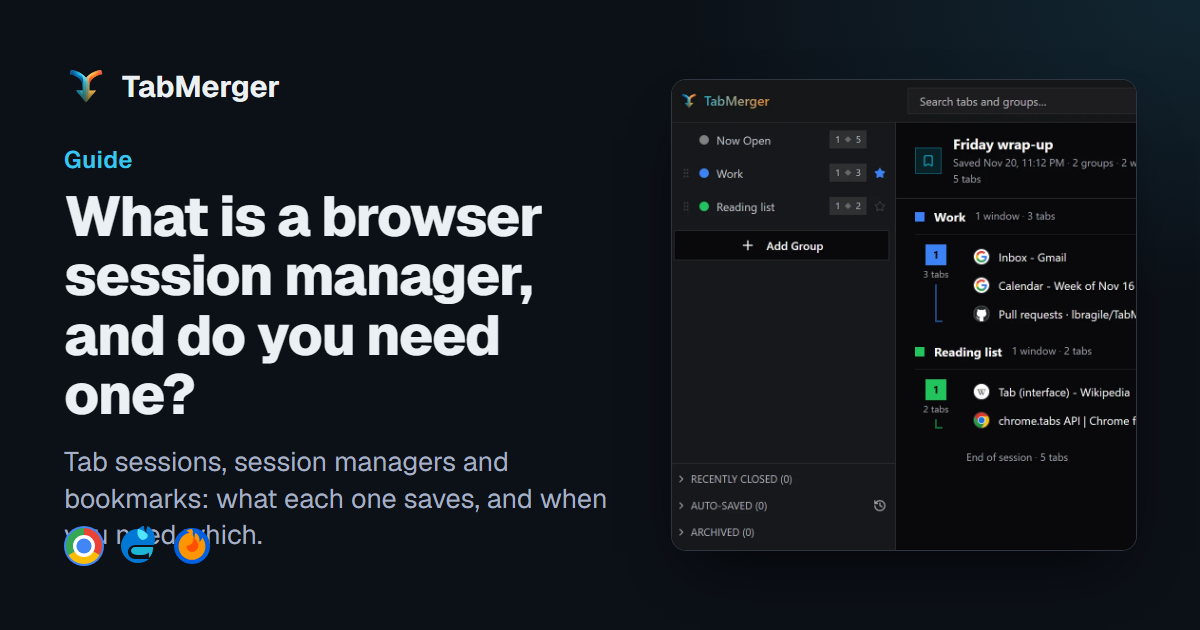 TabMerger
Guide
What is a browser
session manager,
and do you need
one?
Tab sessions, session managers and
bookmarks: what each one saves, and when
you need which.
TabMerger
Search tabs and groups...
Now Open
1 5
Work
1 3
Reading list
1 2
+ Add Group
RECENTLY CLOSED (0)
AUTO-SAVED (0)
ARCHIVED (0)
Friday wrap-up
Saved Nov 20, 11:12 PM · 2 groups · 2 w
5 tabs
Work 1 window · 3 tabs
1
3 tabs
Inbox - Gmail
Calendar - Week of Nov 16
Pull requests · lbragile/TabM
Reading list 1 window · 2 tabs
1
2 tabs
W
Tab (interface) - Wikipedia
chrome.tabs API | Chrome f
End of session · 5 tabs